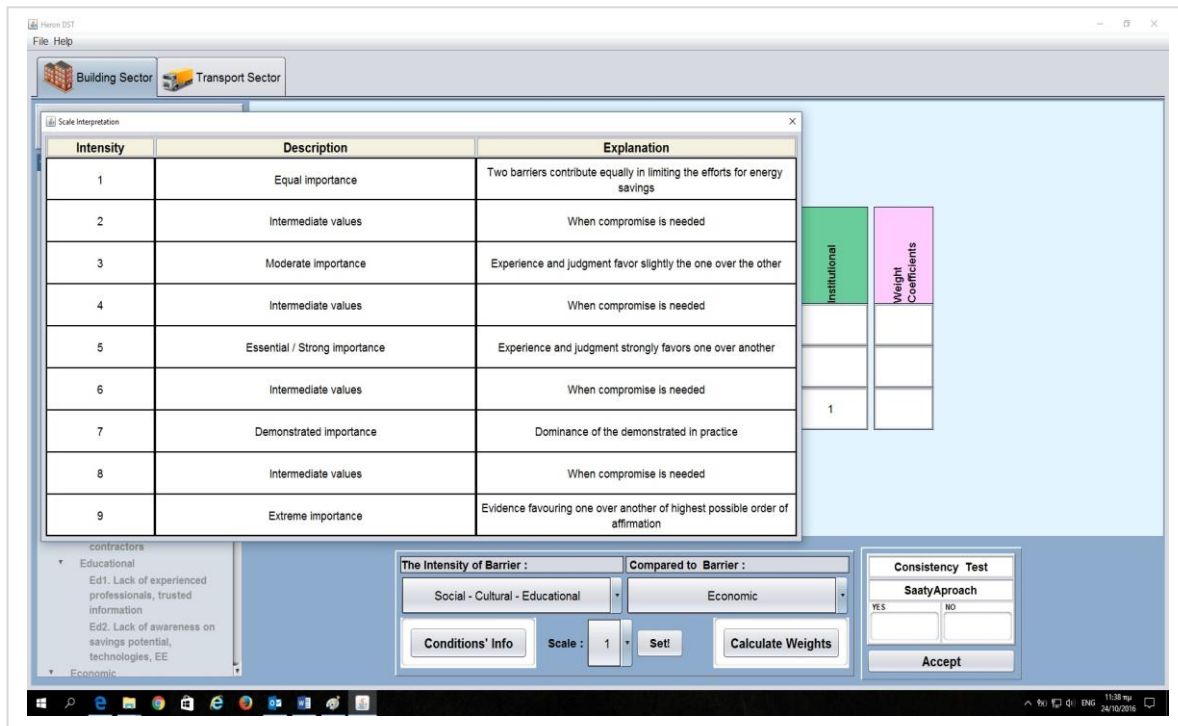 Heron DST
File Help
Building Sector
Transport Sector
Scale Interpretation
Intensity Description Explanation
1 Equal importance Two barriers contribute equally in limiting the efforts for energy
savings
2 Intermediate values When compromise is needed
3 Moderate importance Experience and judgment favor slightly the one over the other
4 Intermediate values When compromise is needed
5 Essential / Strong importance Experience and judgment strongly favors one over another
6 Intermediate values When compromise is needed
7 Demonstrated importance Dominance of the demonstrated in practice
8 Intermediate values When compromise is needed
9 Extreme importance Evidence favouring one over another of highest possible order of
affirmation
Institutional
Weight
Coefficients
1
contractors
Educational
Ed1. Lack of experienced
professionals, trusted
information
Ed2. Lack of awareness on
savings potential,
technologies, EE
Economic
The Intensity of Barrier : Compared to Barrier :
Social - Cultural - Educational Economic
Conditions' Info Scale : 1 Set! Calculate Weights
Consistency Test
SaatyAproach
YES NO
Accept
ENG
11:38 πμ
24/10/2016